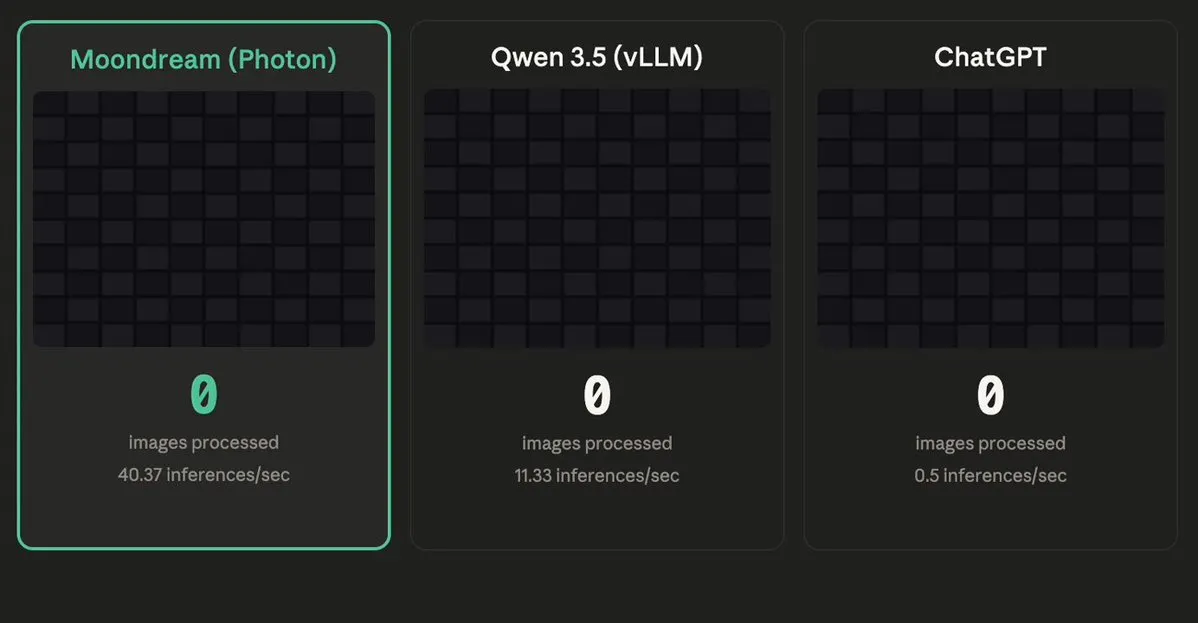 Moondream (Photon)
0
images processed
40.37 inferences/sec
Qwen 3.5 (vLLM)
0
images processed
11.33 inferences/sec
ChatGPT
0
images processed
0.5 inferences/sec